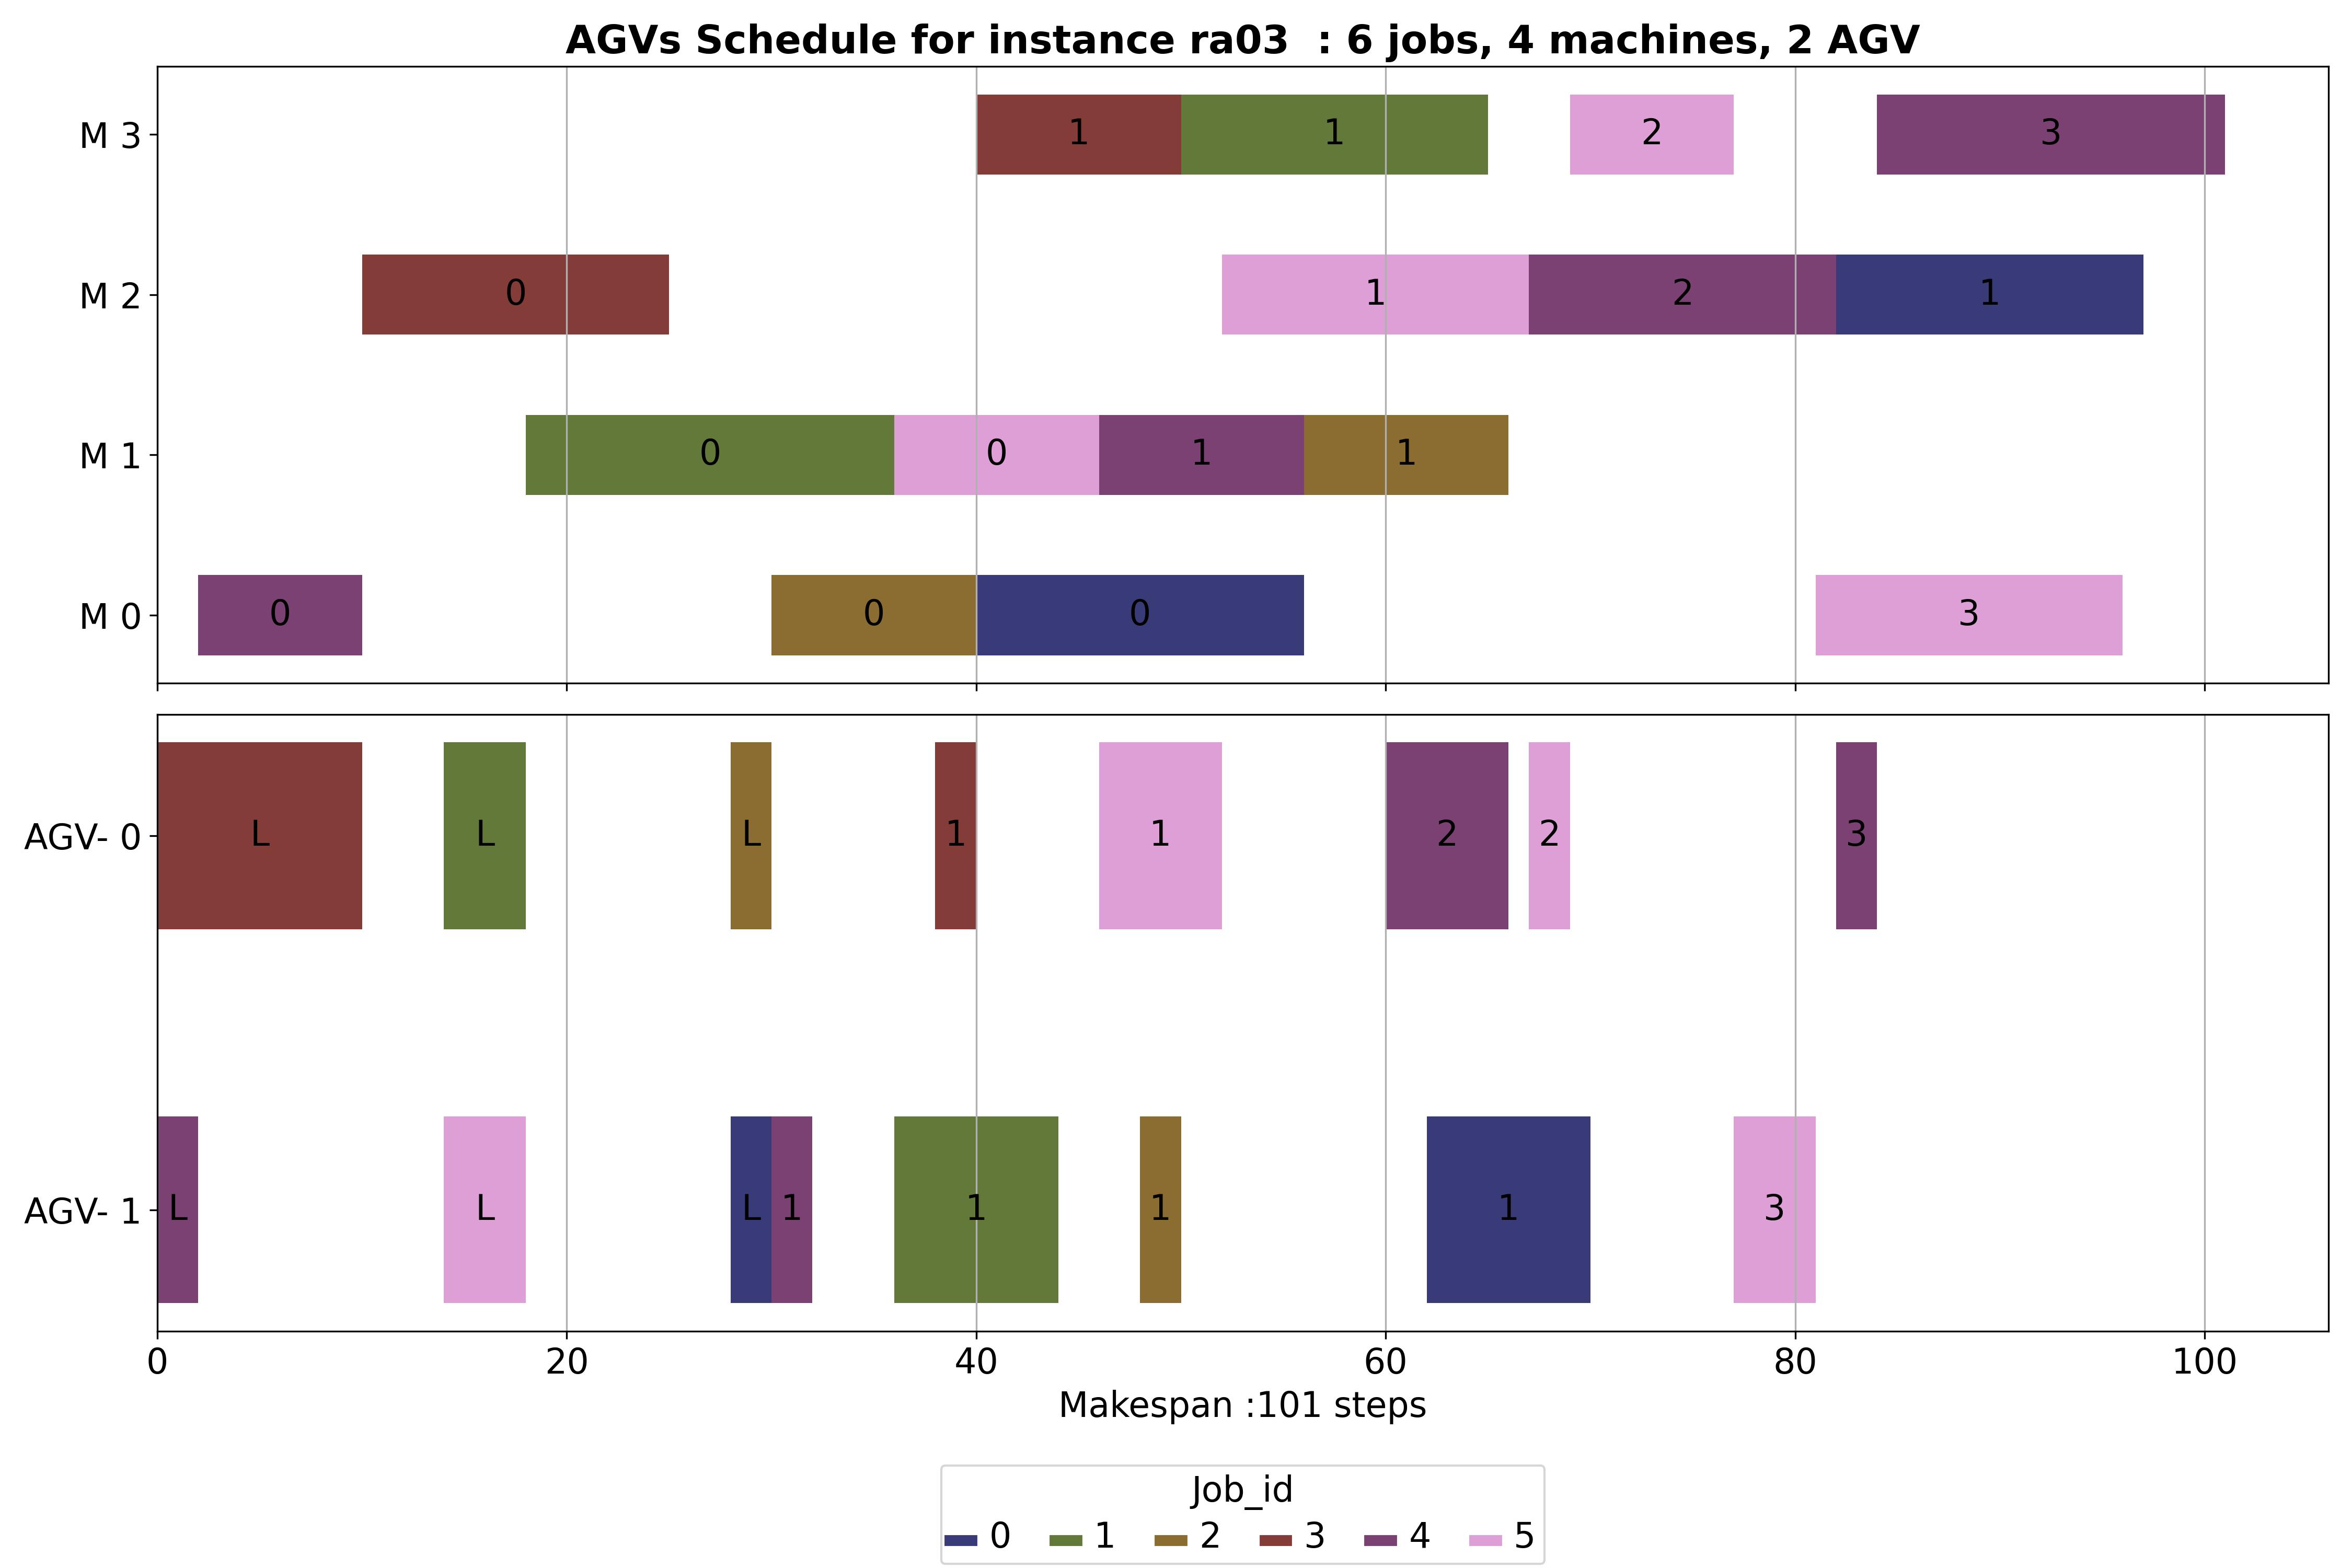 AGVs Schedule for instance ra03  : 6 jobs, 4 machines, 2 AGV
M 3
1 1 2 3
M 2
0 1 2 1
M 1
0 0 1 1
M 0
0 0 0 3
AGV- 0
L L L 1 1 2 2 3
AGV- 1
L L L 1 1 1 1 3
0 20 40 60 80 100
Makespan :101 steps
Job_id
0 1 2 3 4 5